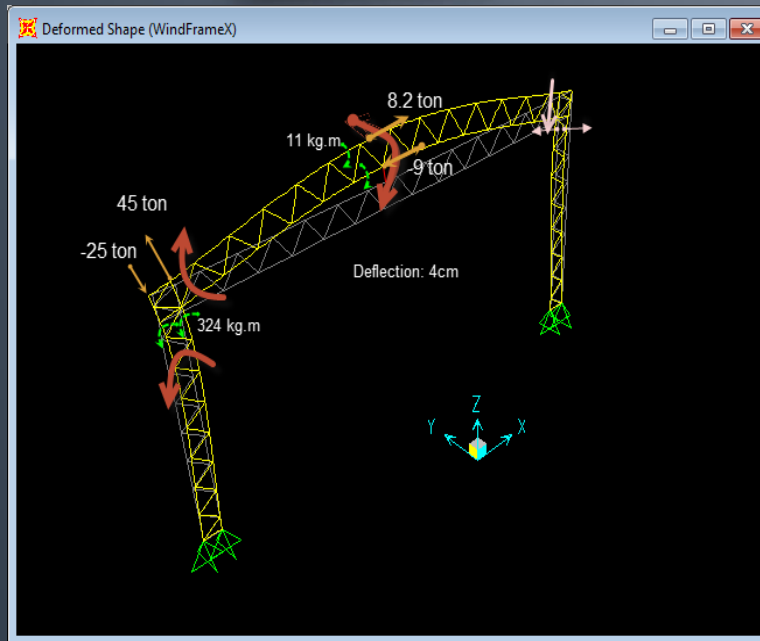 Deformed Shape (WindFrameX)
8.2 ton
11 kg.m
-9 ton
45 ton
-25 ton
Deflection: 4cm
324 kg.m
Z
Y
X